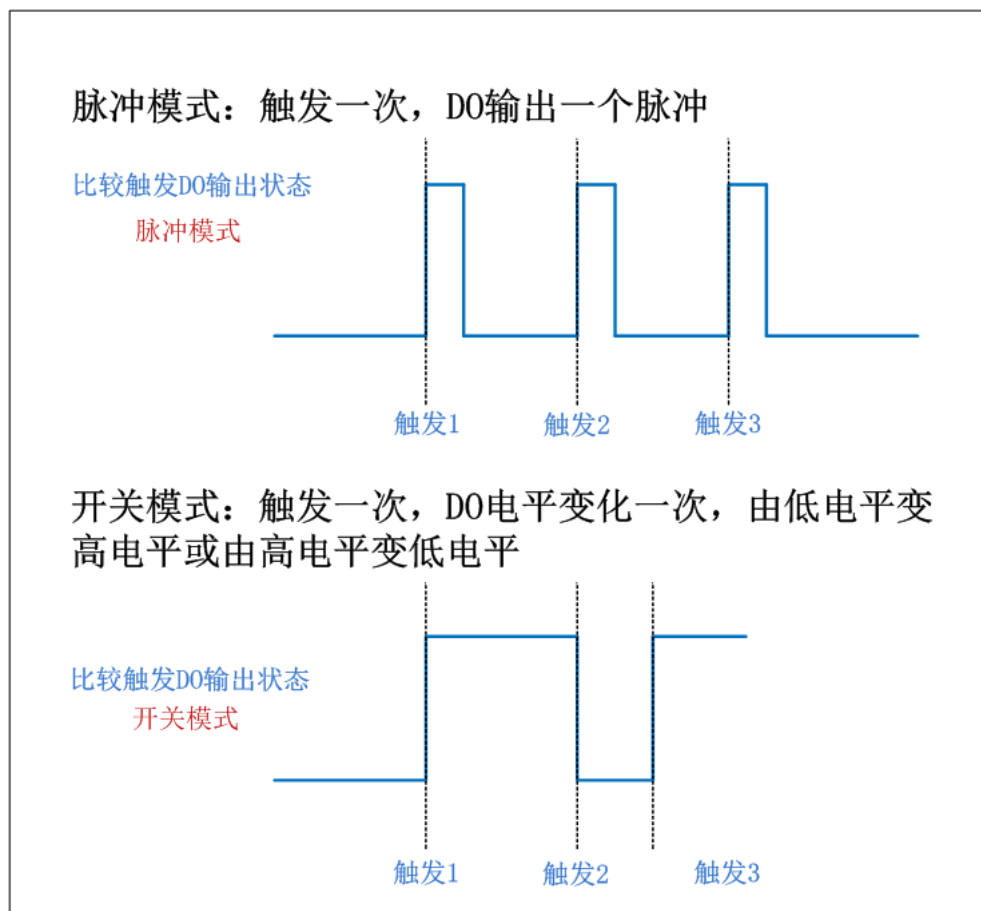 脉冲模式：触发一次，DO输出一个脉冲
比较触发DO输出状态
脉冲模式
触发1
触发2
触发3
开关模式：触发一次，DO电平变化一次，由低电平变
高电平或由高电平变低电平
比较触发DO输出状态
开关模式
触发1
触发2
触发3